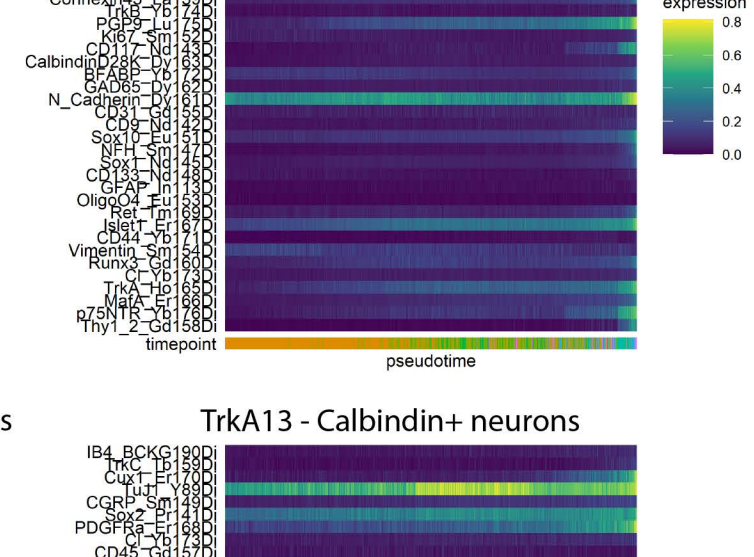 expression
TrkB_Yb174Di
PGP9_Lu175Di
Ki67_Sm152Di
CD117_Nd143Di
CalbindinD28K_Dy163Di
BFABP_Yb172Di
GAD65_Dy162Di
N_Cadherin_Dy161Di
CD31_Gd155Di
CD9_Nd142Di
Sox10_Eu151Di
NFH_Sm147Di
Sox1_Nd145Di
CD133_Nd148Di
GFAP_In113Di
OligoO4_Eu153Di
Ret_Tm169Di
Islet1_Er167Di
CD44_Yb171Di
Vimentin_Sm154Di
Runx3_Gd160Di
Cl_Yb173Di
TrkA_Ho165Di
MafA_Er166Di
p75NTR_Yb176Di
Thy1_2_Gd158Di
timepoint
pseudotime
0.8
0.6
0.4
0.2
0.0
s
TrkA13 - Calbindin+ neurons
IB4_BCKG190Di
TrkC_Tb159Di
Cux1_Er170Di
TuJ1_Y89Di
CGRP_Sm149Di
Sox2_Pr141Di
PDGFRa_Er168Di
Cl_Yb173Di
CD45_Gd157Di